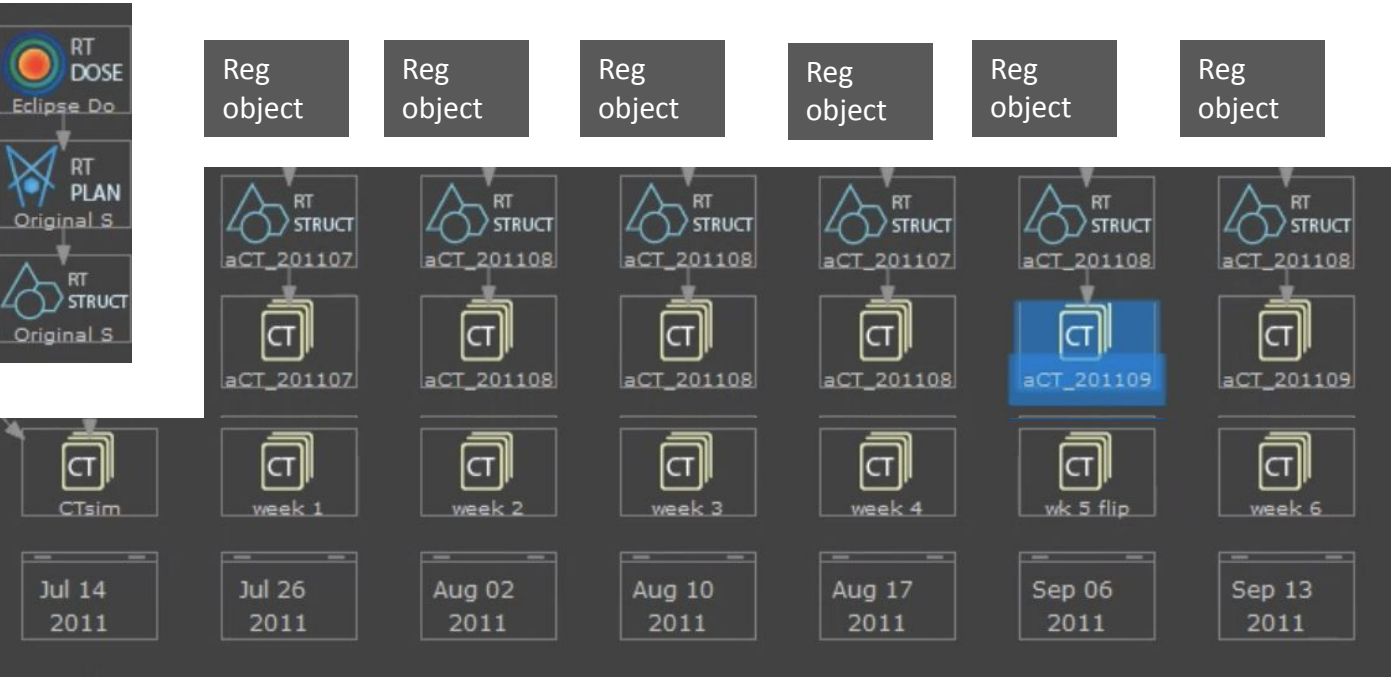 RT
DOSE
Eclipse Do
RT
PLAN
Original S
RT
STRUCT
Original S
Reg
object
Reg
object
Reg
object
Reg
object
Reg
object
Reg
object
RT
STRUCT
aCT_201107
RT
STRUCT
aCT_201108
RT
STRUCT
aCT_201108
RT
STRUCT
aCT_201107
RT
STRUCT
aCT_201108
RT
STRUCT
aCT_201108
CT
aCT_201107
CT
aCT_201108
CT
aCT_201108
CT
aCT_201108
CT
aCT_201109
CT
aCT_201109
CT
CTsim
CT
week 1
CT
week 2
CT
week 3
CT
week 4
CT
wk 5 flip
CT
week 6
Jul 14
2011
Jul 26
2011
Aug 02
2011
Aug 10
2011
Aug 17
2011
Sep 06
2011
Sep 13
2011